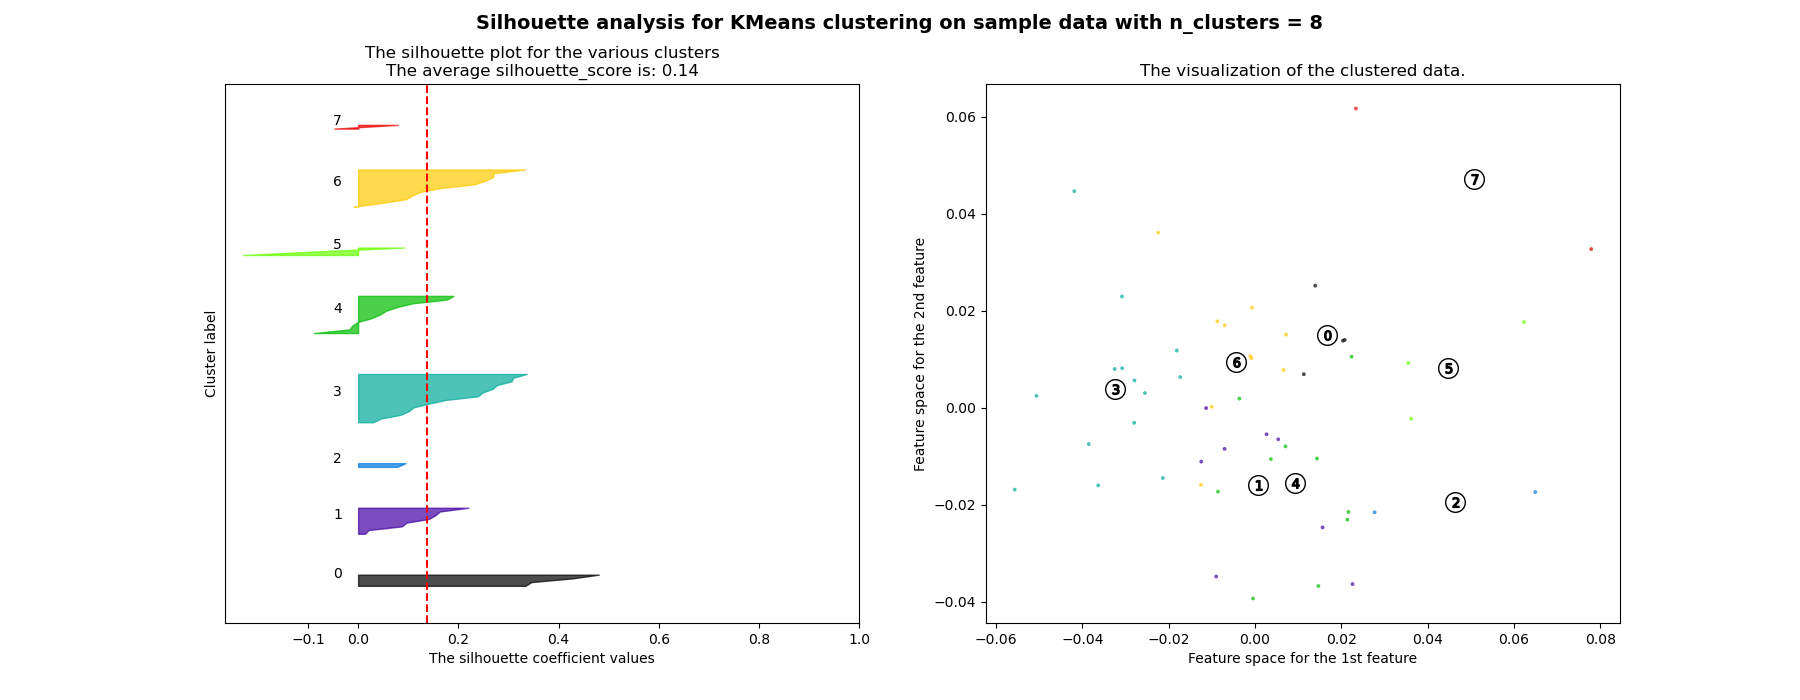 Silhouette analysis for KMeans clustering on sample data with n_clusters = 8
The silhouette plot for the various clusters
The average silhouette_score is: 0.14
7
6
5
4
3
2
1
0
Cluster label
−0.1 0.0 0.2 0.4 0.6 0.8 1.0
The silhouette coefficient values
The visualization of the clustered data.
0.06
0.04
0.02
0.00
−0.02
−0.04
Feature space for the 2nd feature
7
0
6
5
3
1
4
2
−0.06 −0.04 −0.02 0.00 0.02 0.04 0.06 0.08
Feature space for the 1st feature